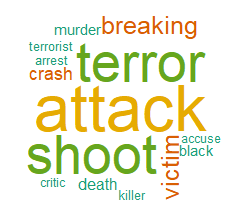 murder breaking
terrorist
arrest
crash terror
attack
shoot victim accuse
black
critic death
killer